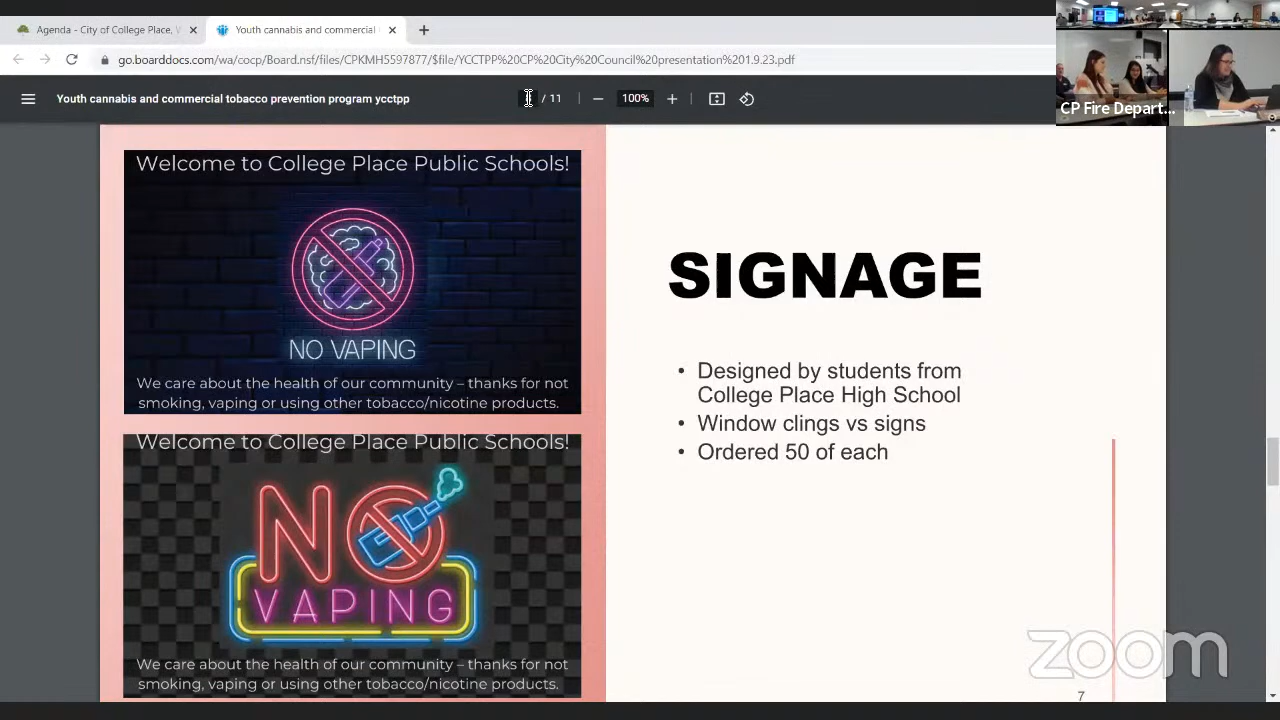 Agenda - City of College Place, V
Youth cannabis and commercial
go.boarddocs.com/wa/cocp/Board.nsf/files/CPKMH5597877/$file/YCCTPP%20CP%20City%20Council%20presentation%201.9.23.pdf
Youth cannabis and commercial tobacco prevention program ycctpp
/ 11
100%
CP Fire Depart...
Welcome to College Place Public Schools!
NO VAPING
We care about the health of our community – thanks for not
smoking, vaping or using other tobacco/nicotine products.
Welcome to College Place Public Schools!
NO
VAPING
We care about the health of our community – thanks for not
smoking, vaping or using other tobacco/nicotine products.
SIGNAGE
• Designed by students from
College Place High School
• Window clings vs signs
• Ordered 50 of each
7
zoom